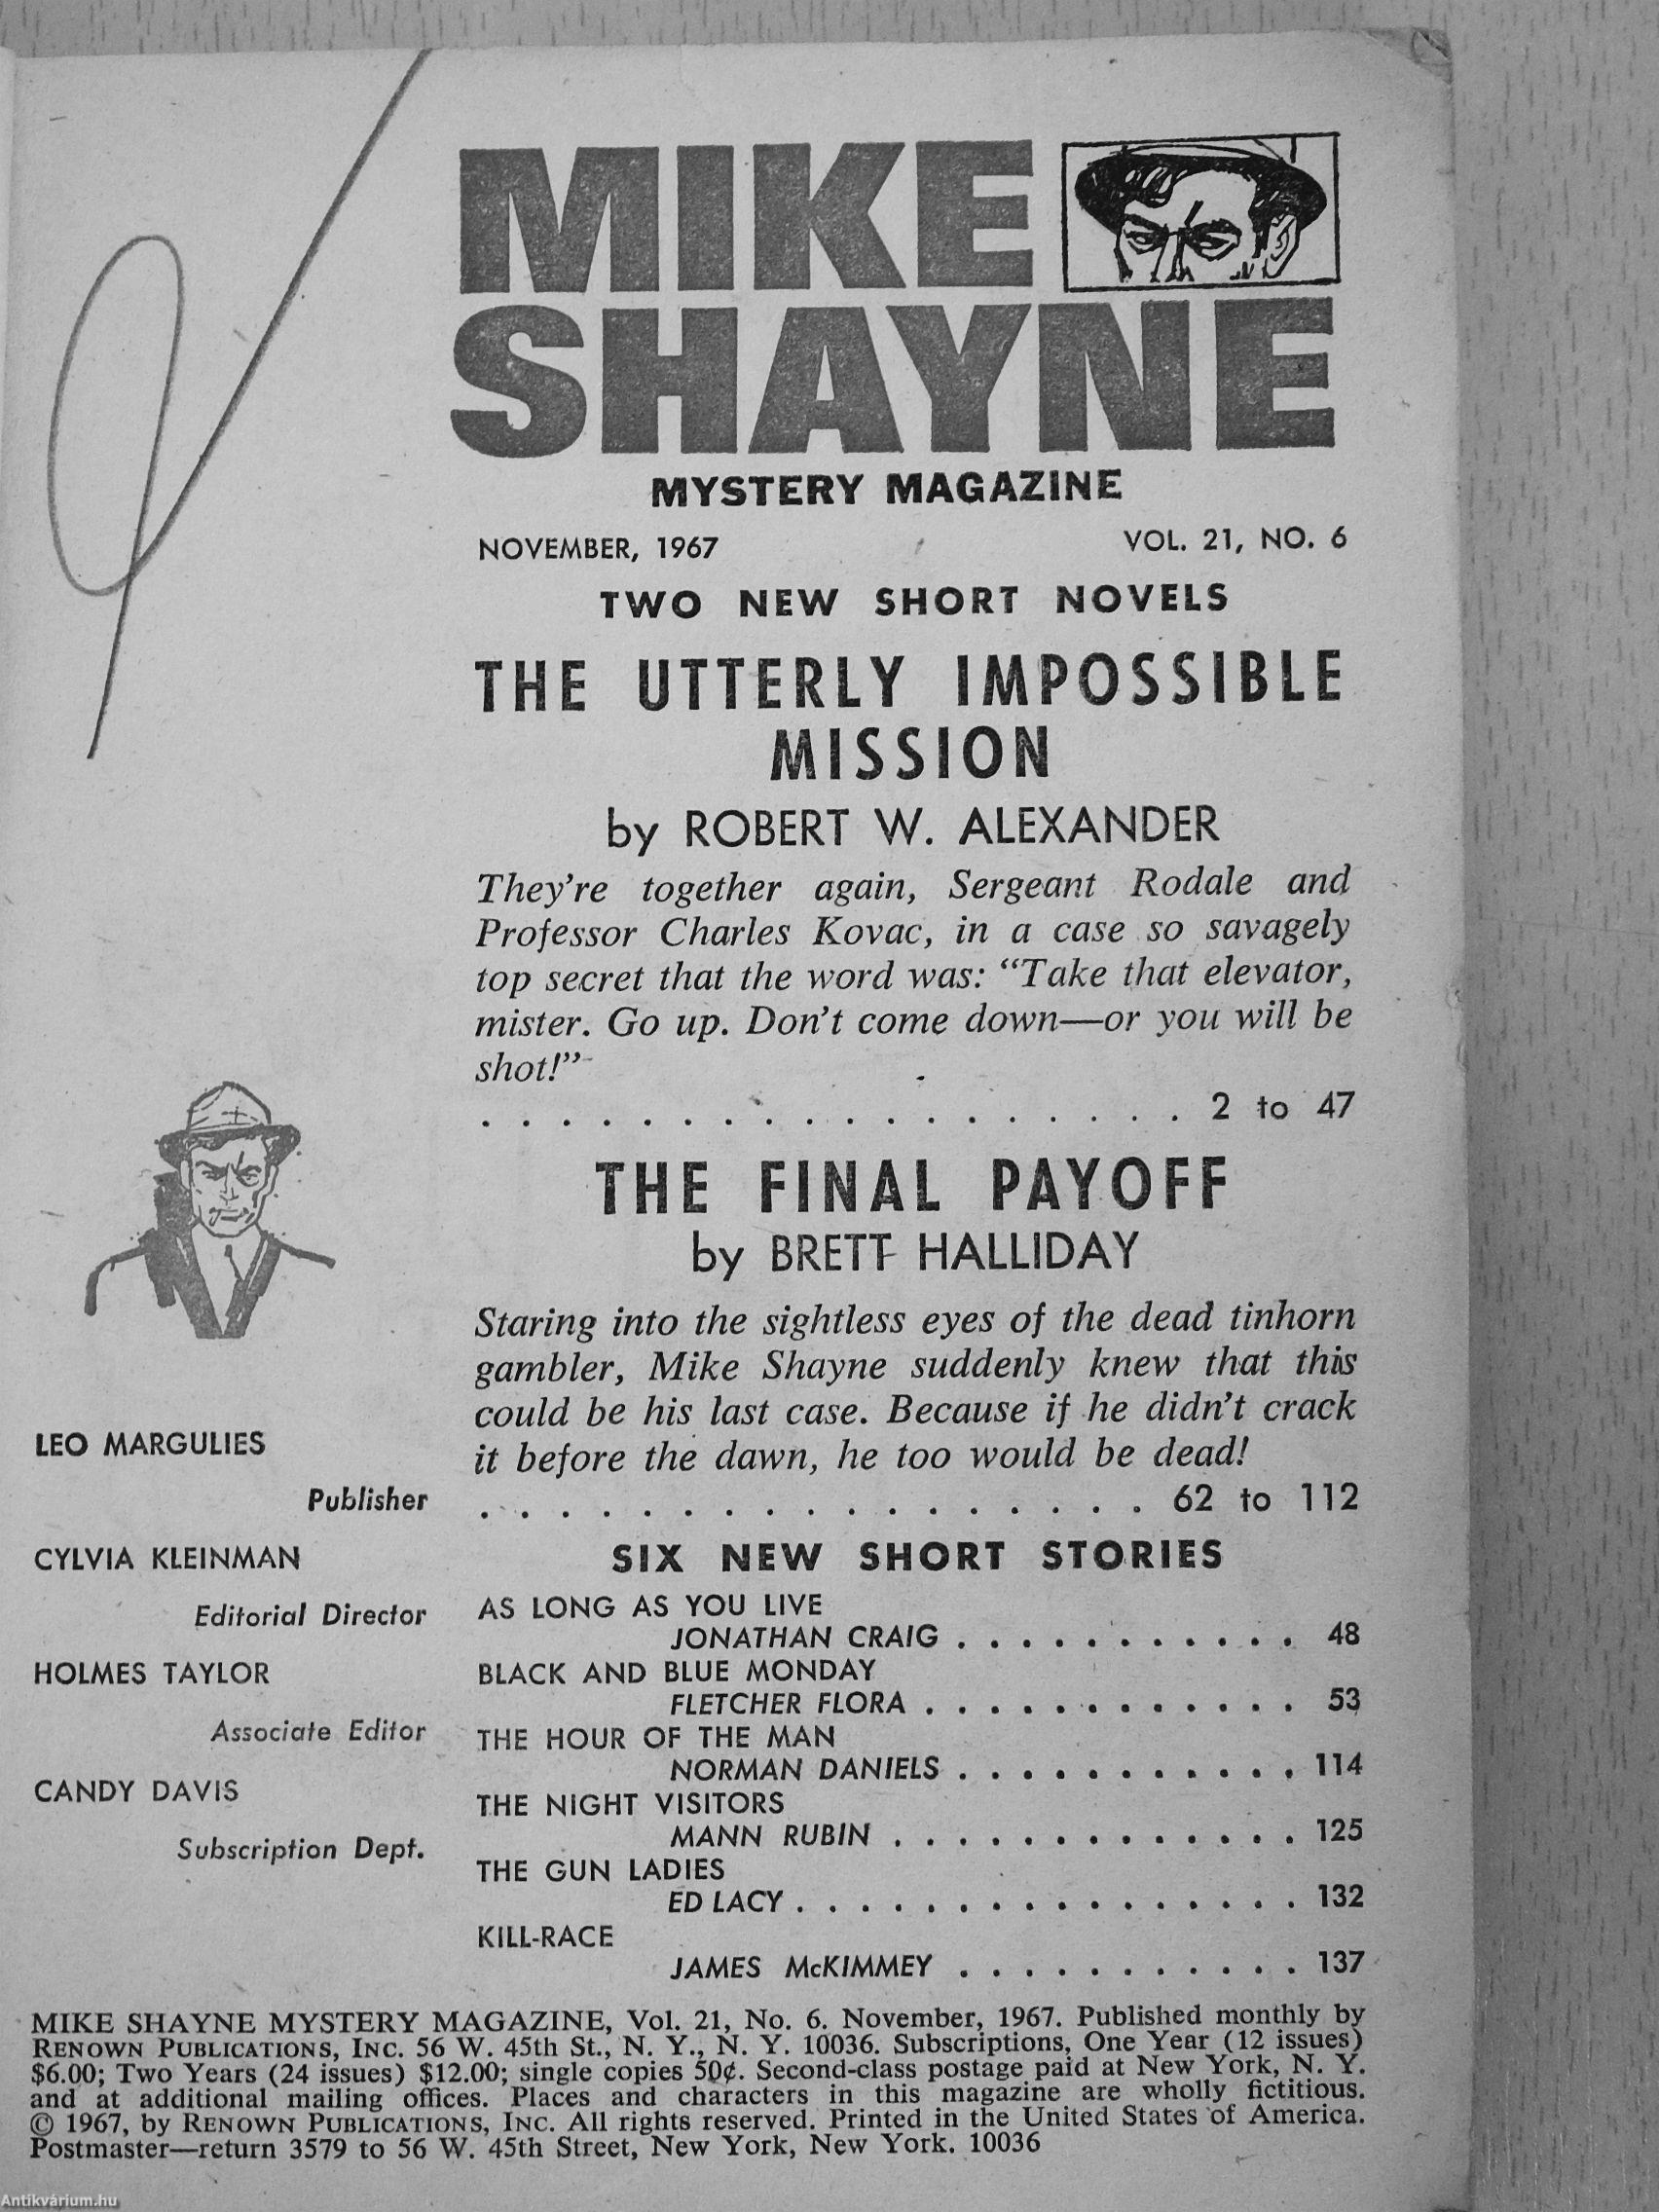 MIKE
SHAYNE
MYSTERY MAGAZINE
NOVEMBER, 1967 VOL. 21, NO. 6
TWO NEW SHORT NOVELS
THE UTTERLY IMPOSSIBLE
MISSION
by ROBERT W. ALEXANDER
They're together again, Sergeant Rodale and
Professor Charles Kovac, in a case so savagely
top secret that the word was: “Take that elevator,
mister. Go up. Don't come down—or you will be
shot!”
. . . . . . . . . . . . . . . . . . 2 to 47
THE FINAL PAYOFF
by BRETT HALLIDAY
Staring into the sightless eyes of the dead tinhorn
gambler, Mike Shayne suddenly knew that this
could be his last case. Because if he didn't crack
it before the dawn, he too would be dead!
. . . . . . . . . . . . . . . . . 62 to 112
SIX NEW SHORT STORIES
AS LONG AS YOU LIVE
JONATHAN CRAIG . . . . . . . . . . . 48
BLACK AND BLUE MONDAY
FLETCHER FLORA . . . . . . . . . . . . 53
THE HOUR OF THE MAN
NORMAN DANIELS . . . . . . . . . . . 114
THE NIGHT VISITORS
MANN RUBIN . . . . . . . . . . . . . 125
THE GUN LADIES
ED LACY . . . . . . . . . . . . . . . . 132
KILL-RACE
JAMES McKIMMEY . . . . . . . . . . . 137
LEO MARGULIES
Publisher
CYLVIA KLEINMAN
Editorial Director
HOLMES TAYLOR
Associate Editor
CANDY DAVIS
Subscription Dept.
MIKE SHAYNE MYSTERY MAGAZINE, Vol. 21, No. 6. November, 1967. Published monthly by
RENOWN PUBLICATIONS, INC. 56 W. 45th St., N. Y., N. Y. 10036. Subscriptions, One Year (12 issues)
$6.00; Two Years (24 issues) $12.00; single copies 50¢. Second-class postage paid at New York, N. Y.
and at additional mailing offices. Places and characters in this magazine are wholly fictitious.
© 1967, by RENOWN PUBLICATIONS, INC. All rights reserved. Printed in the United States of America.
Postmaster—return 3579 to 56 W. 45th Street, New York, New York. 10036
Antikvárium.hu